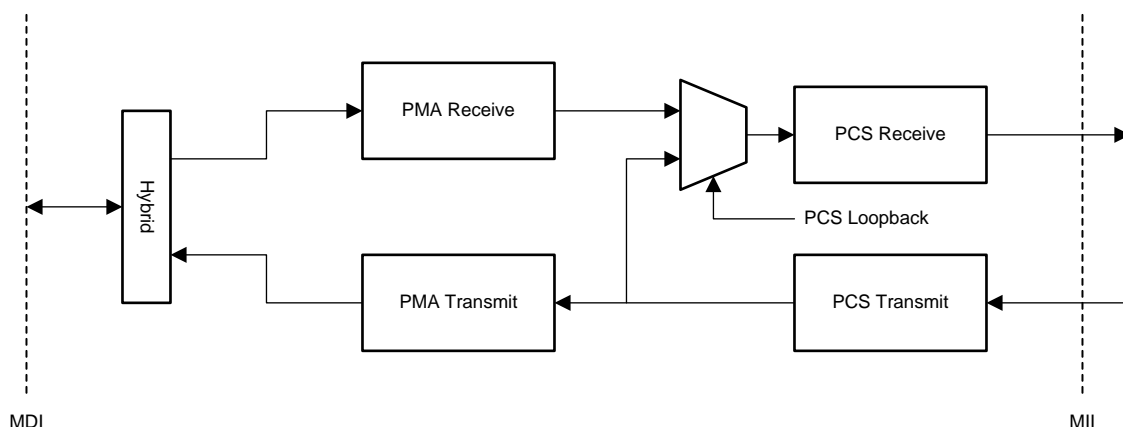 PMA Receive
PCS Receive
Hybrid
PCS Loopback
PMA Transmit
PCS Transmit
MDI
MII